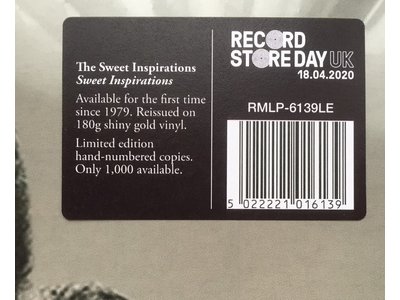 The Sweet Inspirations
Sweet Inspirations
Available for the first time
since 1979. Reissued on
180g shiny gold vinyl.
Limited edition
hand-numbered copies.
Only 1,000 available.
RECORD
STORE DAY UK
18.04.2020
RMLP-6139LE
5 022221 016139